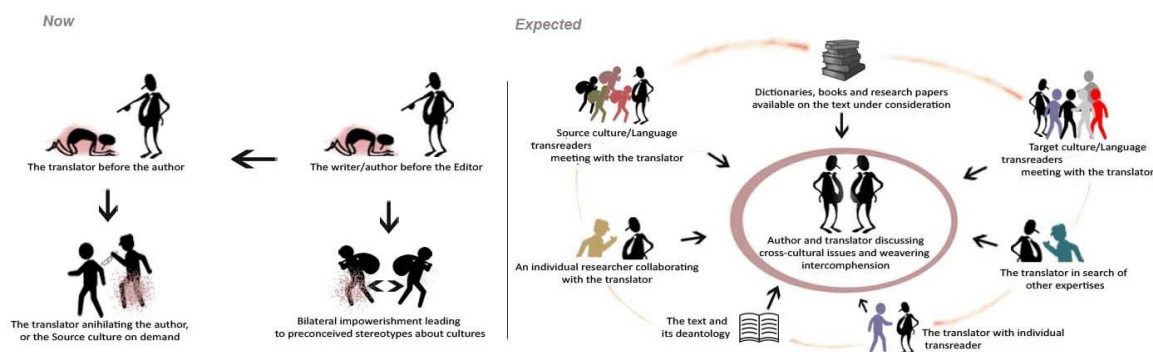 Now
The translator before the author
The writer/author before the Editor
The translator anihilating the author,
or the Source culture on demand
Bilateral impowerishment leading
to preconceived stereotypes about cultures
Expected
Dictionaries, books and research papers
available on the text under consideration
Source culture/Language
transreaders
meeting with the translator
Target culture/Language
transreaders
meeting with the translator
Author and translator discussing
cross-cultural issues and weavering
intercomphension
An individual researcher collaborating
with the translator
The translator in search of
other expertises
The text and
its deantology
The translator with individual
transreader